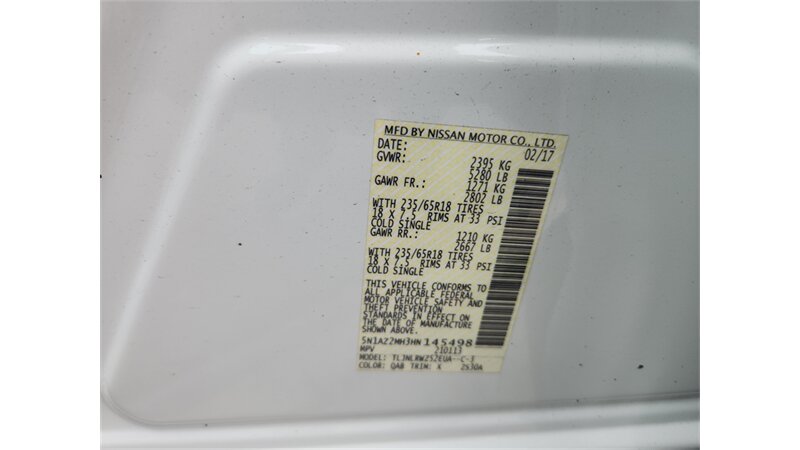 MFD BY NISSAN MOTOR CO., LTD.
DATE: 02/17
GVWR: 2395 KG
5280 LB
GAWR FR.: 1271 KG
2802 LB
WITH 235/65R18 TIRES
18 X 7.5 RIMS AT 33 PSI
COLD SINGLE
GAWR RR.: 1210 KG
2667 LB
WITH 235/65R18 TIRES
18 X 7.5 RIMS AT 33 PSI
COLD SINGLE
THIS VEHICLE CONFORMS TO
ALL APPLICABLE FEDERAL
MOTOR VEHICLE SAFETY AND
THEFT PREVENTION
STANDARDS IN EFFECT ON
THE DATE OF MANUFACTURE
SHOWN ABOVE.
5N1AZ2MH3HN145498
MPV 210113
MODEL: TLJNLRWZ52EUA--C-3
COLOR: QAB TRIM: X 2S30A